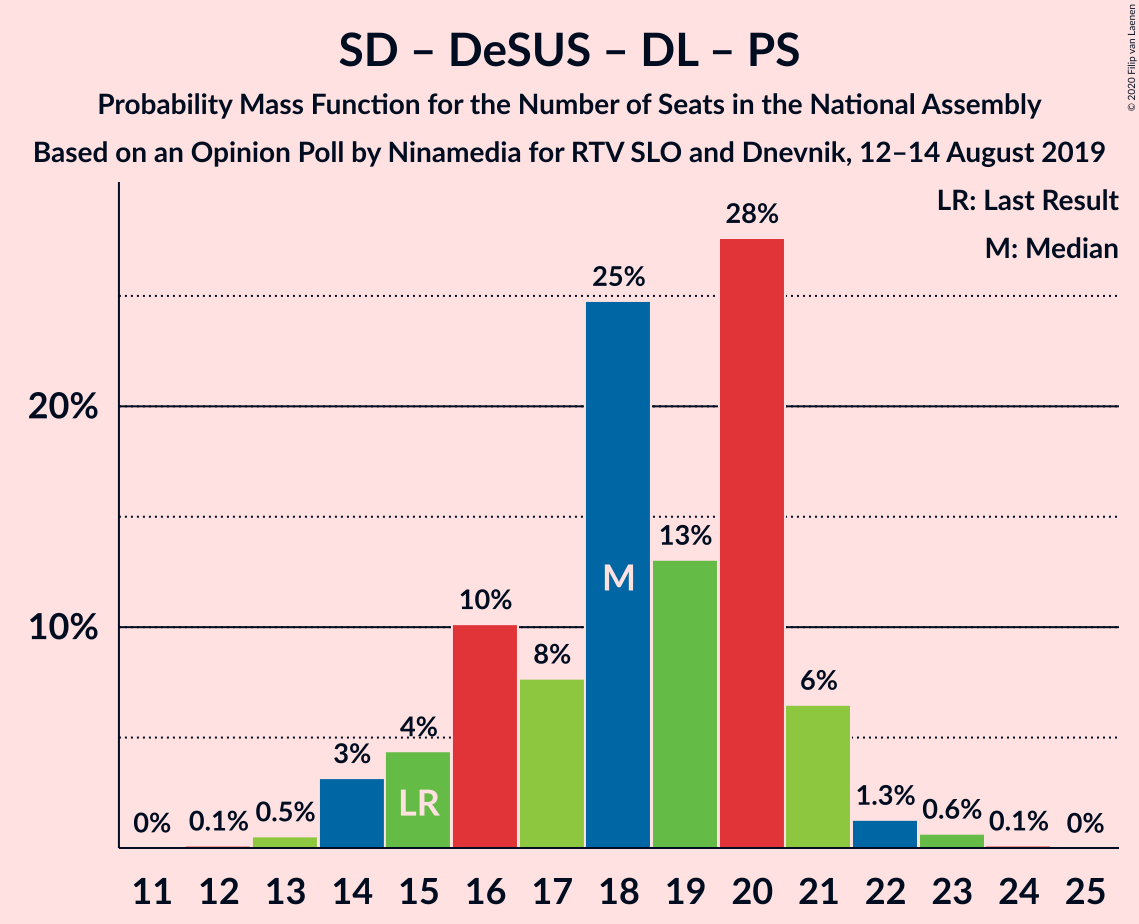 SD – DeSUS – DL – PS
Probability Mass Function for the Number of Seats in the National Assembly
Based on an Opinion Poll by Ninamedia for RTV SLO and Dnevnik, 12–14 August 2019
© 2020 Filip van Laenen
LR: Last Result
M: Median
20%
10%
0%
0.1%
0.5%
3%
4%
10%
8%
25%
13%
28%
6%
1.3%
0.6%
0.1%
0%
LR
M
11 12 13 14 15 16 17 18 19 20 21 22 23 24 25